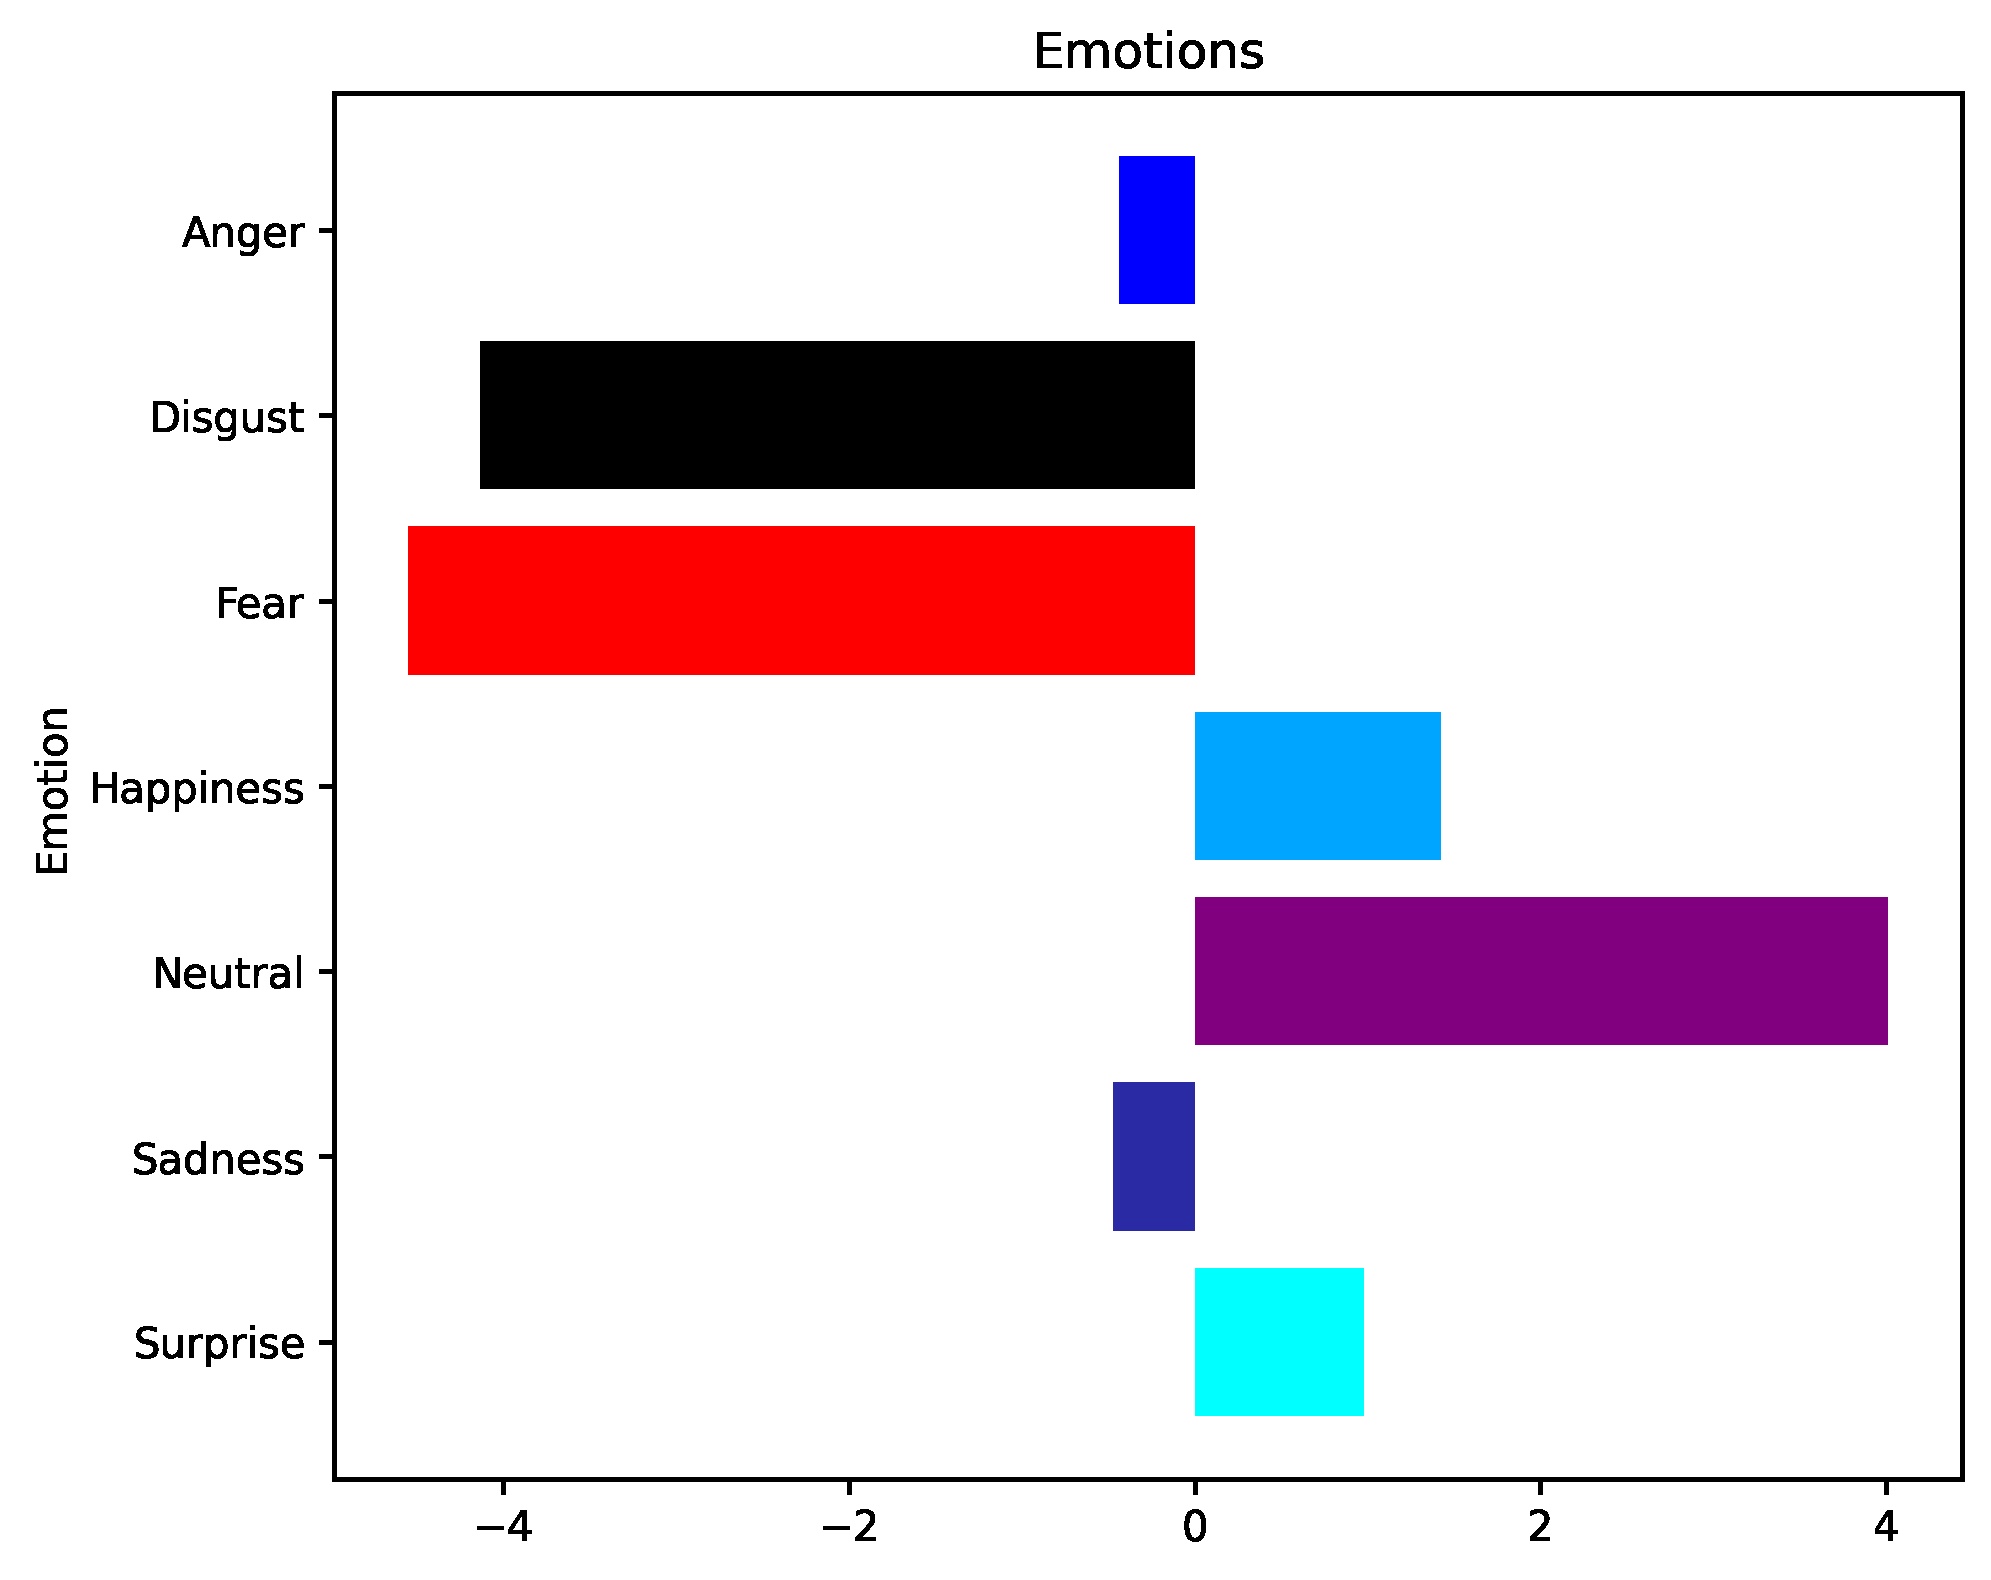 Emotions
Anger
Disgust
Fear
Happiness
Neutral
Sadness
Surprise
Emotion
−4 −2 0 2 4